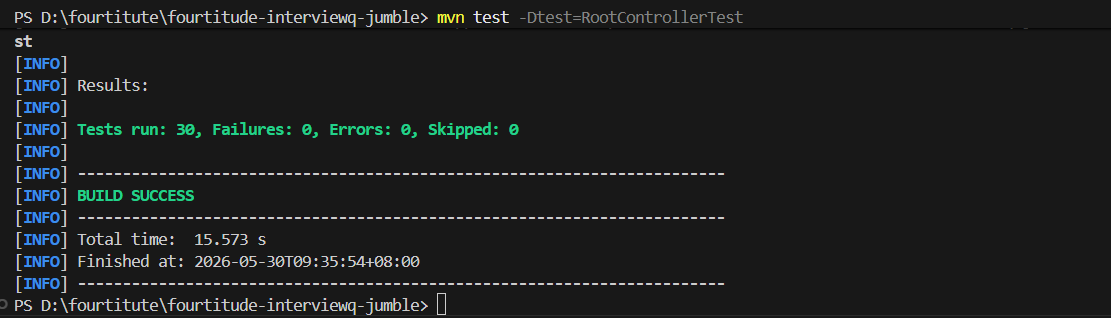 PS D:\fourtitute\fourtitude-interviewq-jumble> mvn test -Dtest=RootControllerTest
st
[INFO]
[INFO] Results:
[INFO]
[INFO] Tests run: 30, Failures: 0, Errors: 0, Skipped: 0
[INFO]
[INFO] ------------------------------------------------------------------------
[INFO] BUILD SUCCESS
[INFO] ------------------------------------------------------------------------
[INFO] Total time:  15.573 s
[INFO] Finished at: 2026-05-30T09:35:54+08:00
[INFO] ------------------------------------------------------------------------
PS D:\fourtitute\fourtitude-interviewq-jumble>